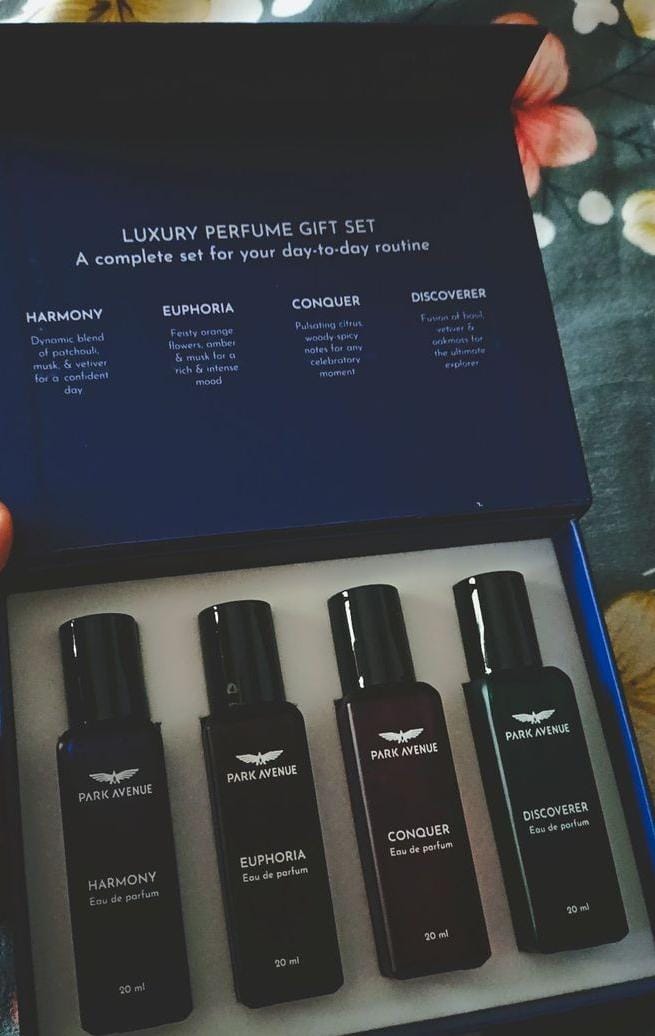 LUXURY PERFUME GIFT SET
A complete set for your day-to-day routine
HARMONY
Dynamic blend
of patchouli,
musk, & vetiver
for a confident
day
EUPHORIA
Feisty orange
flowers, amber
& musk for a
rich & intense
mood
CONQUER
Pulsating citrus,
woody spicy
notes for any
celebratory
moment
DISCOVERER
Fusion of basil,
vetiver &
oakmoss for
the ultimate
explorer
PARK AVENUE
HARMONY
Eau de parfum
20 ml
PARK AVENUE
EUPHORIA
Eau de parfum
20 ml
PARK AVENUE
CONQUER
Eau de parfum
20 ml
PARK AVENUE
DISCOVERER
Eau de parfum
20 ml